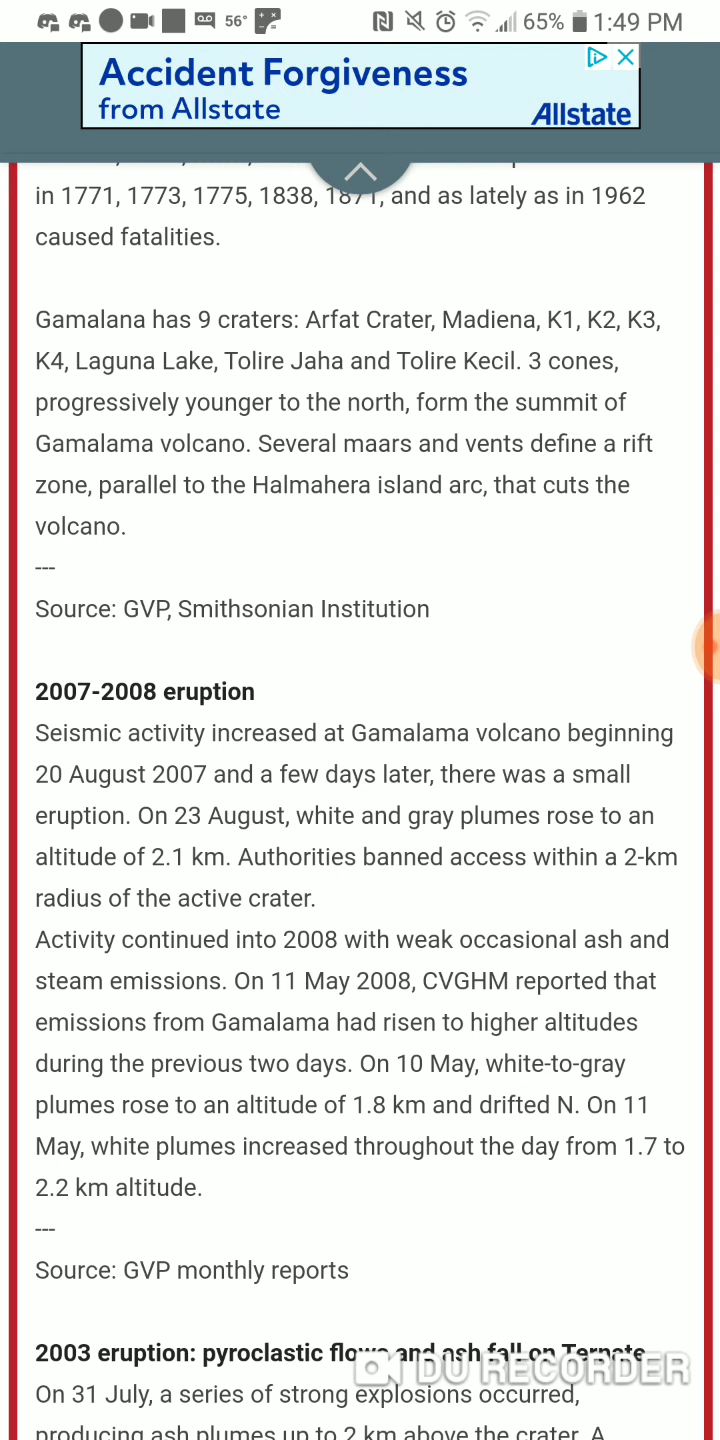 56°
65% 1:49 PM
Accident Forgiveness
from Allstate
Allstate
in 1771, 1773, 1775, 1838, 1871, and as lately as in 1962
caused fatalities.
Gamalana has 9 craters: Arfat Crater, Madiena, K1, K2, K3,
K4, Laguna Lake, Tolire Jaha and Tolire Kecil. 3 cones,
progressively younger to the north, form the summit of
Gamalama volcano. Several maars and vents define a rift
zone, parallel to the Halmahera island arc, that cuts the
volcano.
---
Source: GVP, Smithsonian Institution
2007-2008 eruption
Seismic activity increased at Gamalama volcano beginning
20 August 2007 and a few days later, there was a small
eruption. On 23 August, white and gray plumes rose to an
altitude of 2.1 km. Authorities banned access within a 2-km
radius of the active crater.
Activity continued into 2008 with weak occasional ash and
steam emissions. On 11 May 2008, CVGHM reported that
emissions from Gamalama had risen to higher altitudes
during the previous two days. On 10 May, white-to-gray
plumes rose to an altitude of 1.8 km and drifted N. On 11
May, white plumes increased throughout the day from 1.7 to
2.2 km altitude.
---
Source: GVP monthly reports
2003 eruption: pyroclastic flows and ash fall on Ternate
DU RECORDER
On 31 July, a series of strong explosions occurred,
producing ash plumes up to 2 km above the crater. A